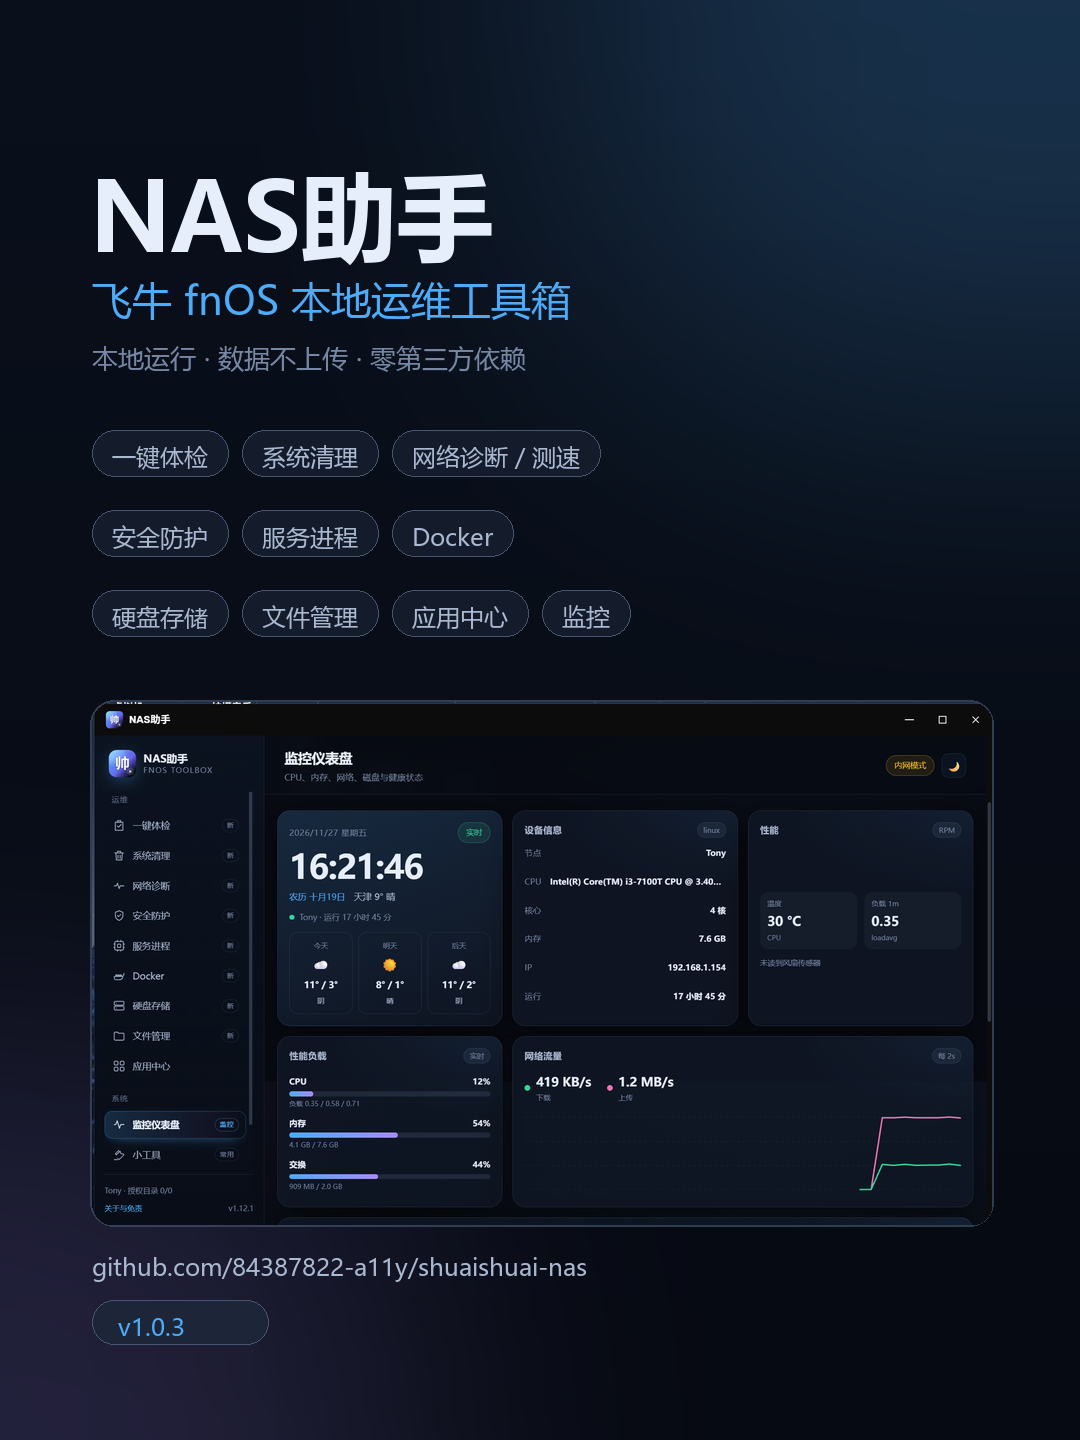 NAS助手
飞牛 fnOS 本地运维工具箱
本地运行 · 数据不上传 · 零第三方依赖
一键体检 系统清理 网络诊断 / 测速
安全防护 服务进程 Docker
硬盘存储 文件管理 应用中心 监控
帅 NAS助手
帅 NAS助手
FNOS TOOLBOX
运维
一键体检 新
系统清理 新
网络诊断 新
安全防护 新
服务进程 新
Docker 新
硬盘存储 新
文件管理 新
应用中心
系统
监控仪表盘 监控
小工具 常用
Tony · 授权目录 0/0
关于与免责 v1.12.1
监控仪表盘
CPU、内存、网络、磁盘与健康状态
内网模式
2026/11/27 星期五 实时
16:21:46
农历 十月19日 天津 9° 晴
Tony · 运行 17 小时 45 分
今天 明天 后天
11° / 3° 8° / 1° 11° / 2°
阴 晴 阴
设备信息 linux
节点 Tony
CPU Intel(R) Core(TM) i3-7100T CPU @ 3.40...
核心 4 核
内存 7.6 GB
IP 192.168.1.154
运行 17 小时 45 分
性能 RPM
温度 负载 1m
30 °C 0.35
CPU loadavg
未读到风扇传感器
性能负载 实时
CPU 12%
负载 0.35 / 0.58 / 0.71
内存 54%
4.1 GB / 7.6 GB
交换 44%
909 MB / 2.0 GB
网络流量 每 2s
419 KB/s 1.2 MB/s
下载 上传
github.com/84387822-a11y/shuaishuai-nas
v1.0.3